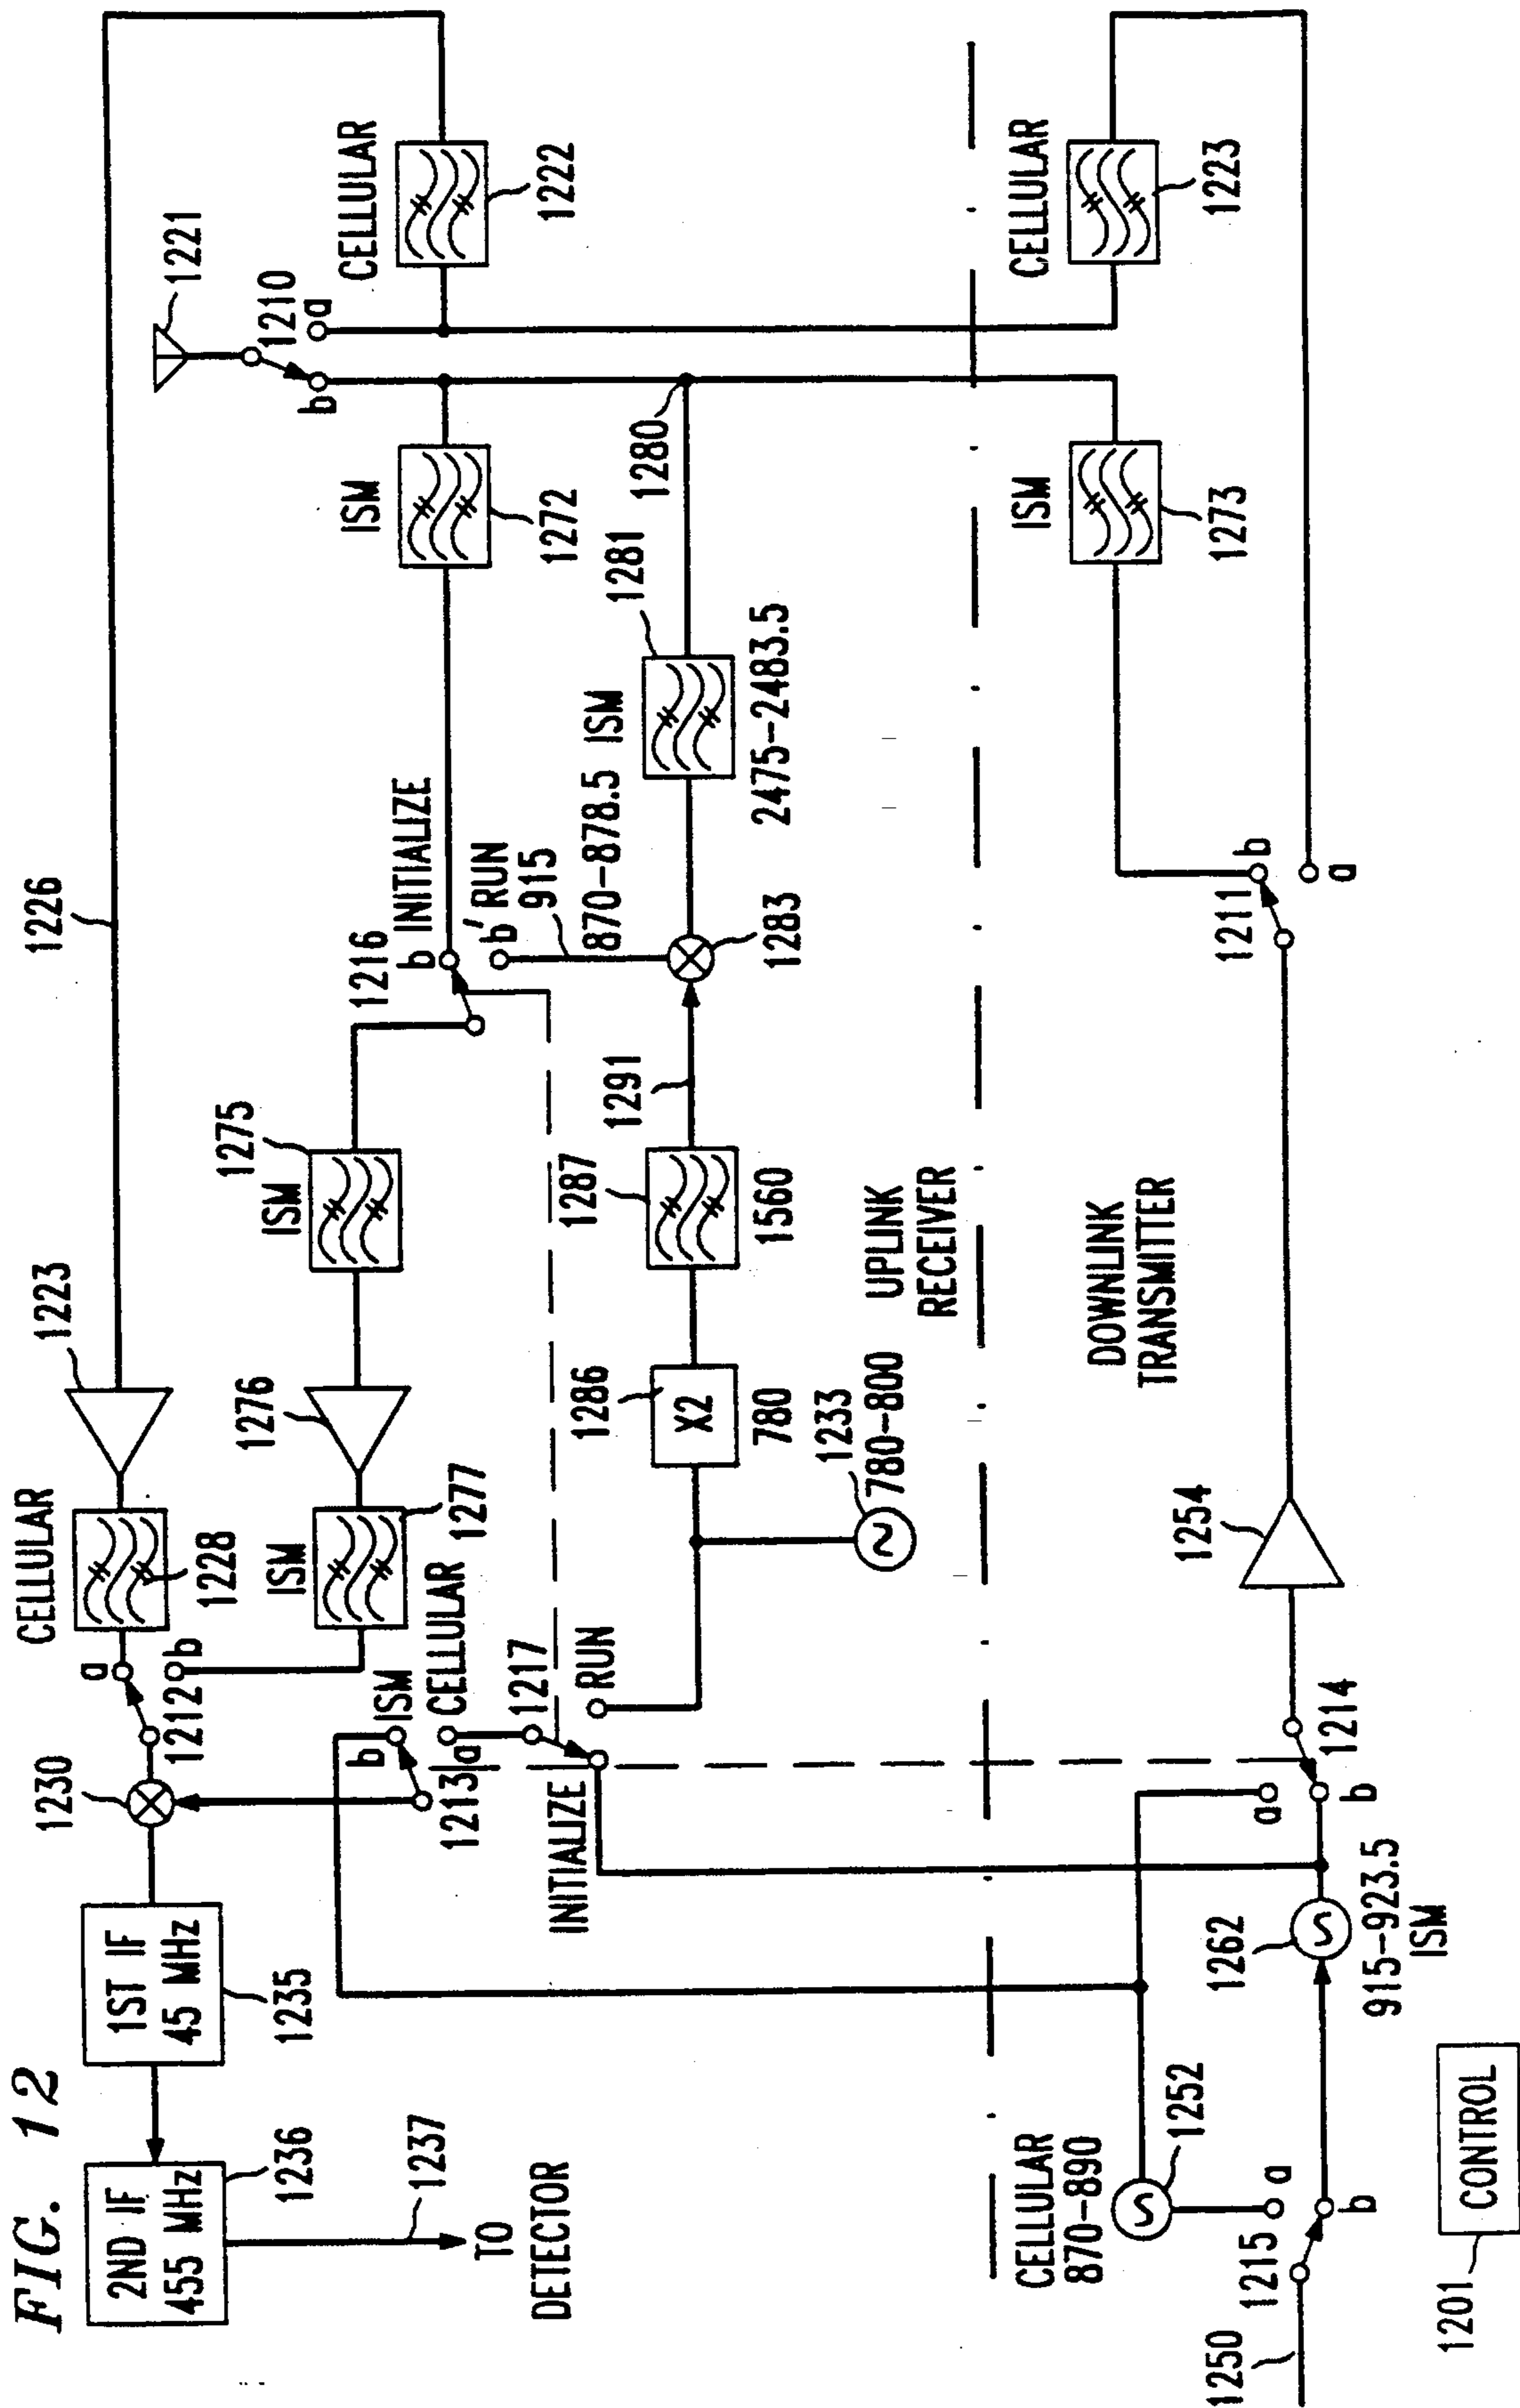 FIG. 12
1221
1210
a
b
CELLULAR
1222
1226
ISM
1272
1280
1216
b INITIALIZE
b' RUN
915
870-878.5
ISM
1281
2475-2483.5
1283
1291
1275
ISM
1287
1560
1223
1276
1286
X2
780
1233
780-800
UPLINK
RECEIVER
CELLULAR
1228
ISM
1277
a
1212
b
1230
ISM
b
CELLULAR
a
1213
1217
RUN
INITIALIZE
1ST IF
45 MHz
1235
2ND IF
455 MHz
1236
1237
TO
DETECTOR
CELLULAR
1223
ISM
1273
DOWNLINK
TRANSMITTER
1211
b
a
1254
1214
a
b
1262
915-923.5
ISM
CELLULAR
870-890
1252
1215
a
b
1250
1201
CONTROL